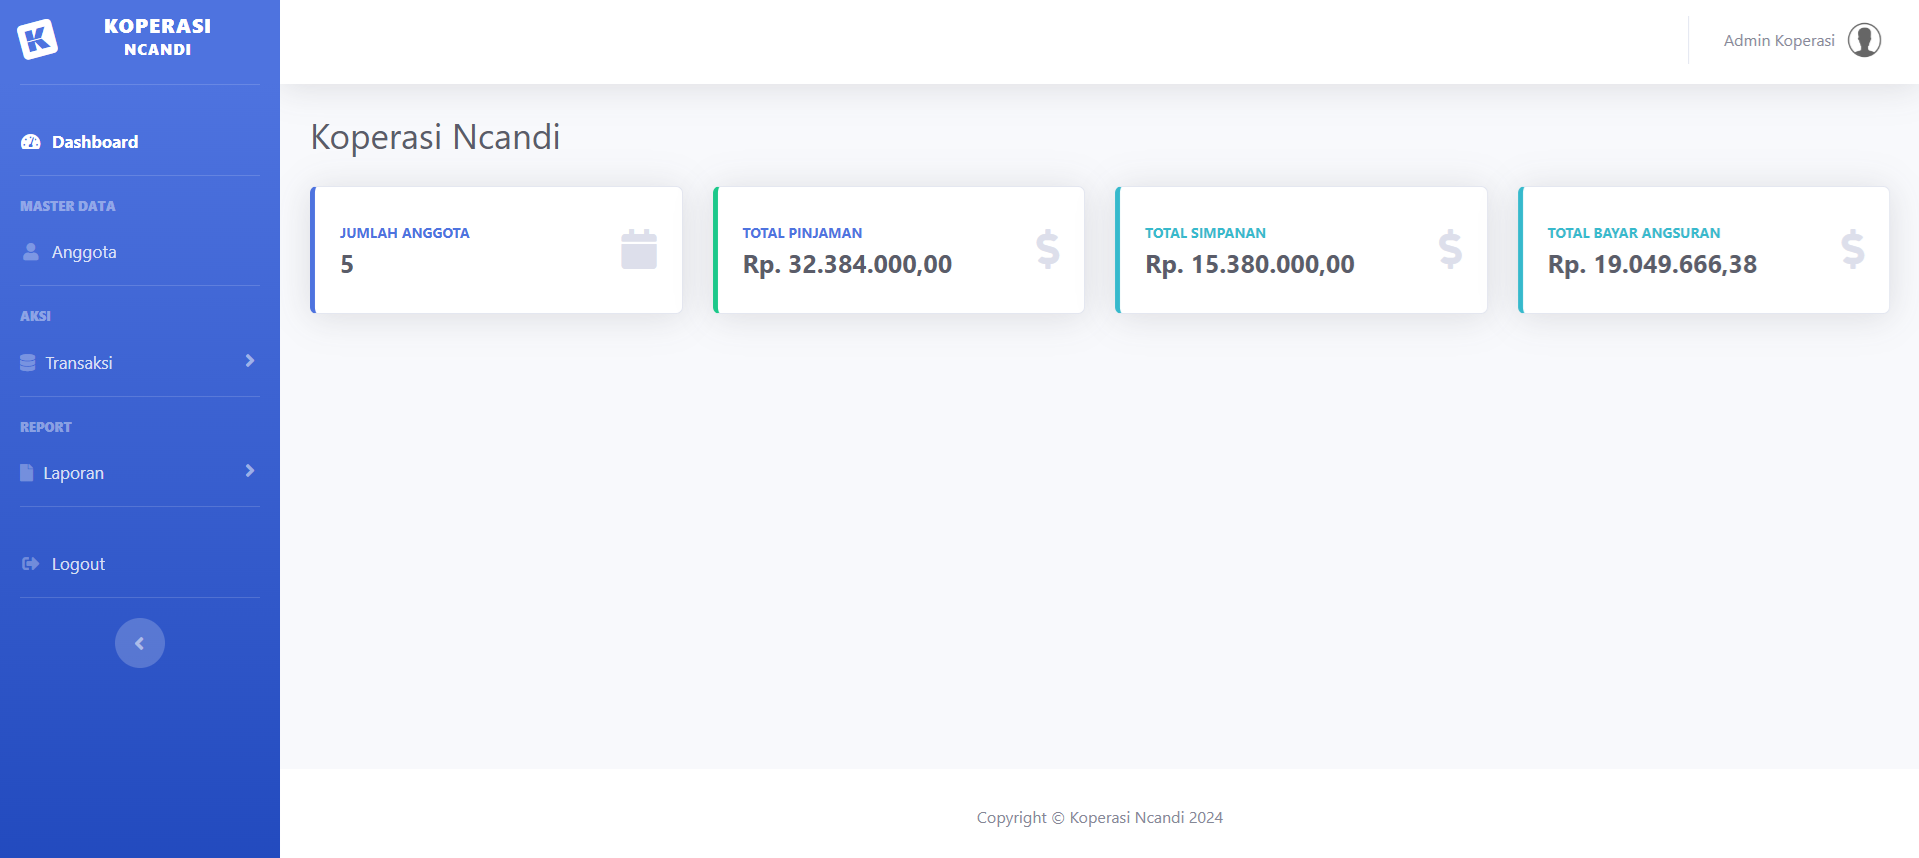 KOPERASI
NCANDI
Dashboard
MASTER DATA
Anggota
AKSI
Transaksi
REPORT
Laporan
Logout
Admin Koperasi
Koperasi Ncandi
JUMLAH ANGGOTA
5
TOTAL PINJAMAN
Rp. 32.384.000,00
TOTAL SIMPANAN
Rp. 15.380.000,00
TOTAL BAYAR ANGSURAN
Rp. 19.049.666,38
Copyright © Koperasi Ncandi 2024